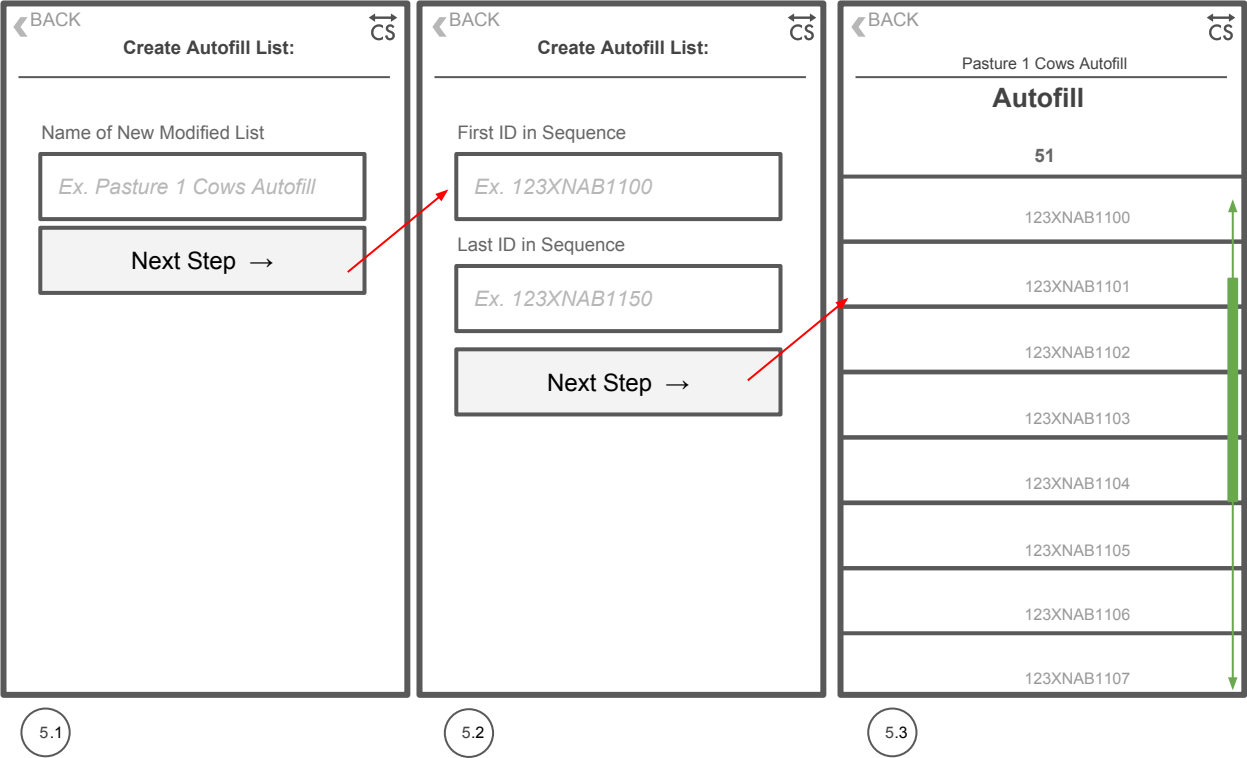 BACK
CS
Create Autofill List:
Name of New Modified List
Ex. Pasture 1 Cows Autofill
Next Step →
5.1
BACK
CS
Create Autofill List:
First ID in Sequence
Ex. 123XNAB1100
Last ID in Sequence
Ex. 123XNAB1150
Next Step →
5.2
BACK
CS
Pasture 1 Cows Autofill
Autofill
51
123XNAB1100
123XNAB1101
123XNAB1102
123XNAB1103
123XNAB1104
123XNAB1105
123XNAB1106
123XNAB1107
5.3